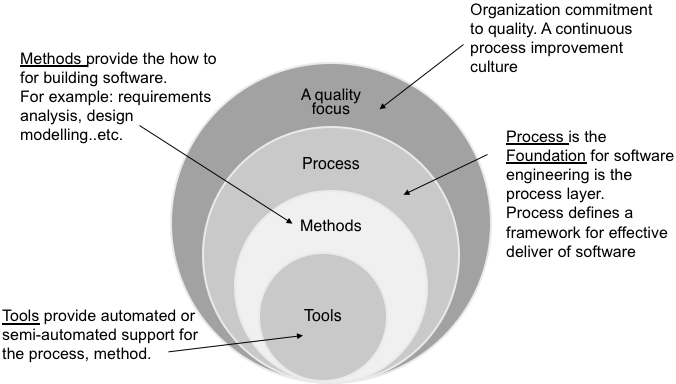 Organization commitment
to quality. A continuous
process improvement
culture
Methods provide the how to
for building software.
For example: requirements
analysis, design
modelling..etc.
A quality
focus
Process
Process is the
Foundation for software
engineering is the
process layer.
Process defines a
framework for effective
deliver of software
Methods
Tools
Tools provide automated or
semi-automated support for
the process, method.